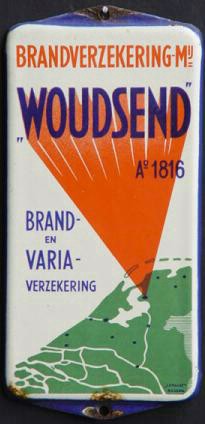 BRANDVERZEKERING-MIJ
„WOUDSEND"
Aº 1816
BRAND-
EN
VARIA-
VERZEKERING